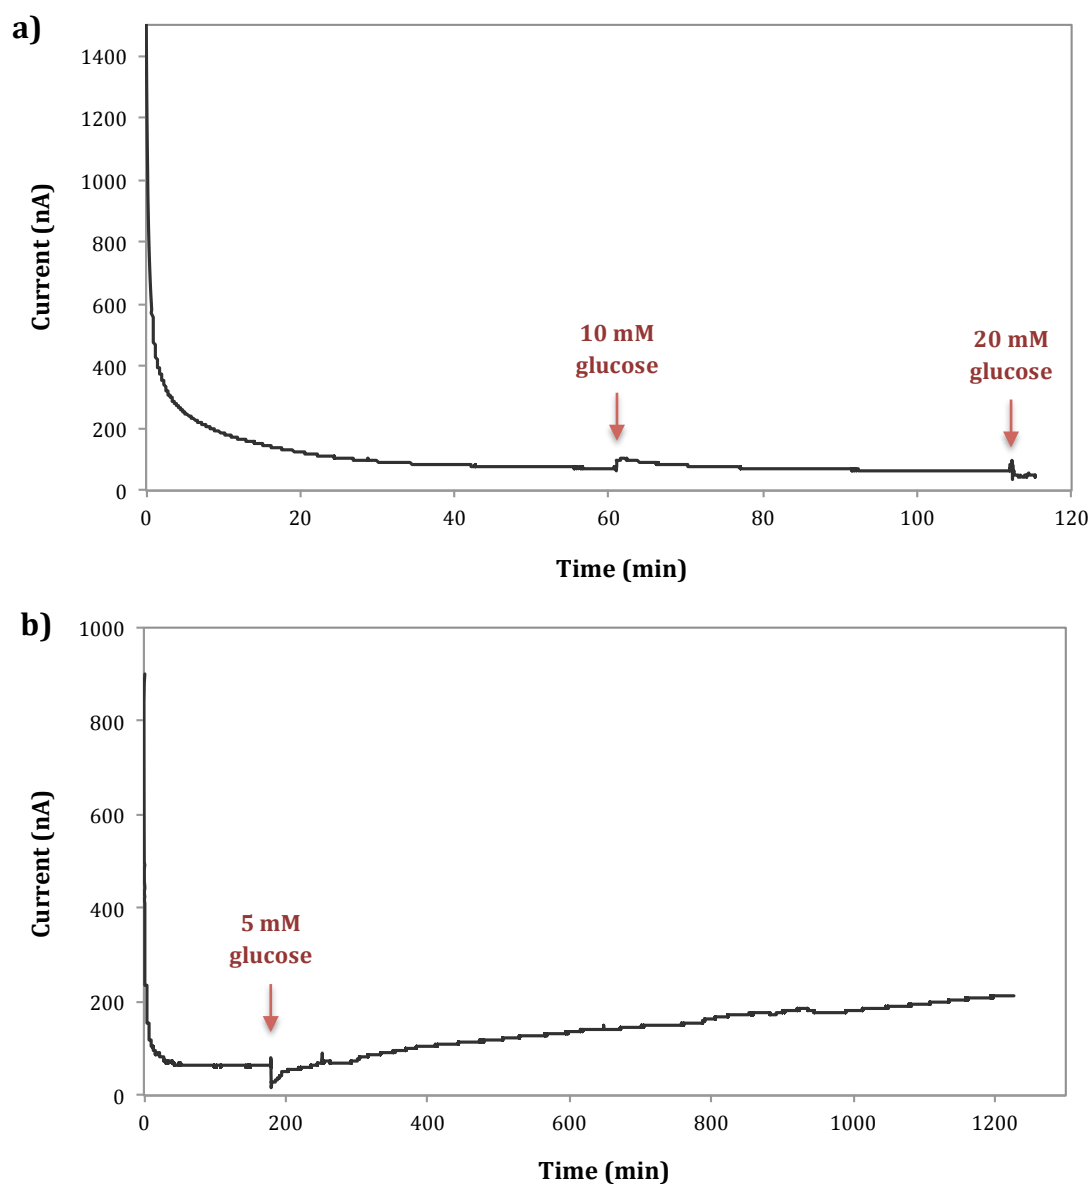 a)
1400
1200
1000
800
600
400
200
0
Current (nA)
10 mM
glucose
20 mM
glucose
0 20 40 60 80 100 120
Time (min)
b)
1000
800
600
400
200
0
Current (nA)
5 mM
glucose
0 200 400 600 800 1000 1200
Time (min)